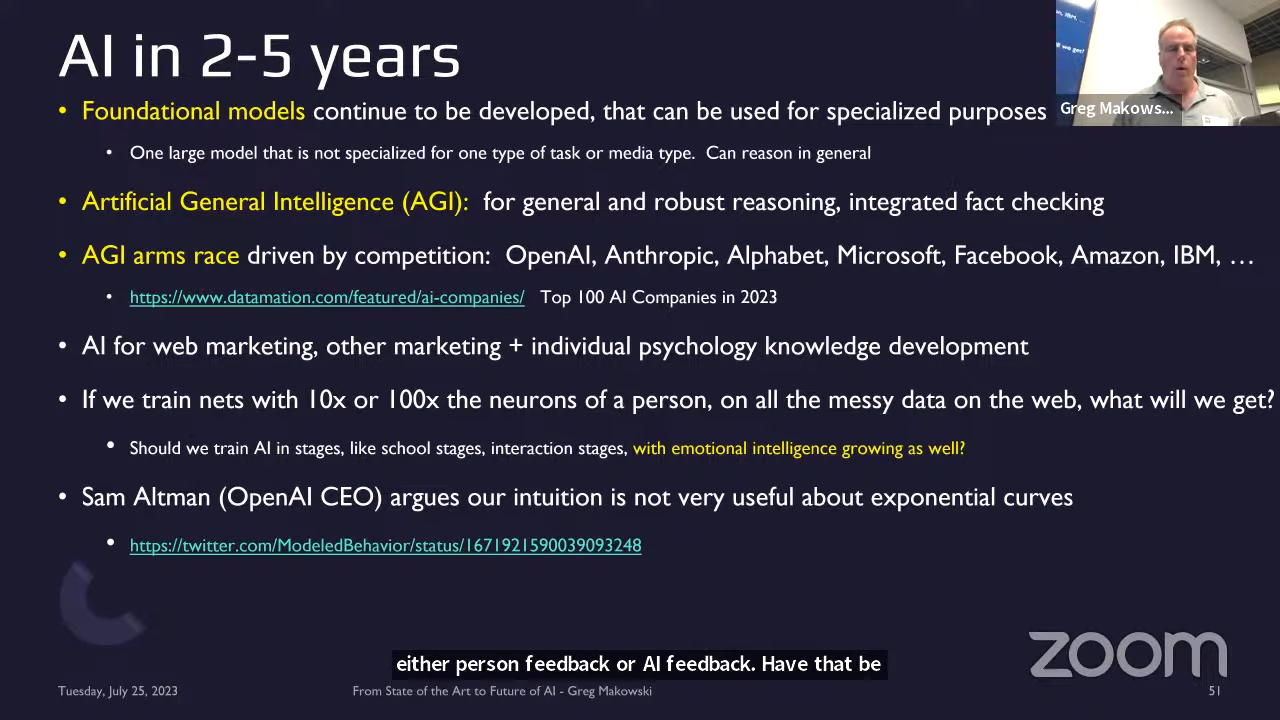 AI in 2-5 years
Greg Makows...
• Foundational models continue to be developed, that can be used for specialized purposes
• One large model that is not specialized for one type of task or media type. Can reason in general
• Artificial General Intelligence (AGI): for general and robust reasoning, integrated fact checking
• AGI arms race driven by competition: OpenAI, Anthropic, Alphabet, Microsoft, Facebook, Amazon, IBM, …
• https://www.datamation.com/featured/ai-companies/ Top 100 AI Companies in 2023
• AI for web marketing, other marketing + individual psychology knowledge development
• If we train nets with 10x or 100x the neurons of a person, on all the messy data on the web, what will we get?
• Should we train AI in stages, like school stages, interaction stages, with emotional intelligence growing as well?
• Sam Altman (OpenAI CEO) argues our intuition is not very useful about exponential curves
• https://twitter.com/ModeledBehavior/status/1671921590039093248
either person feedback or AI feedback. Have that be
zoom
Tuesday, July 25, 2023
From State of the Art to Future of AI - Greg Makowski
51